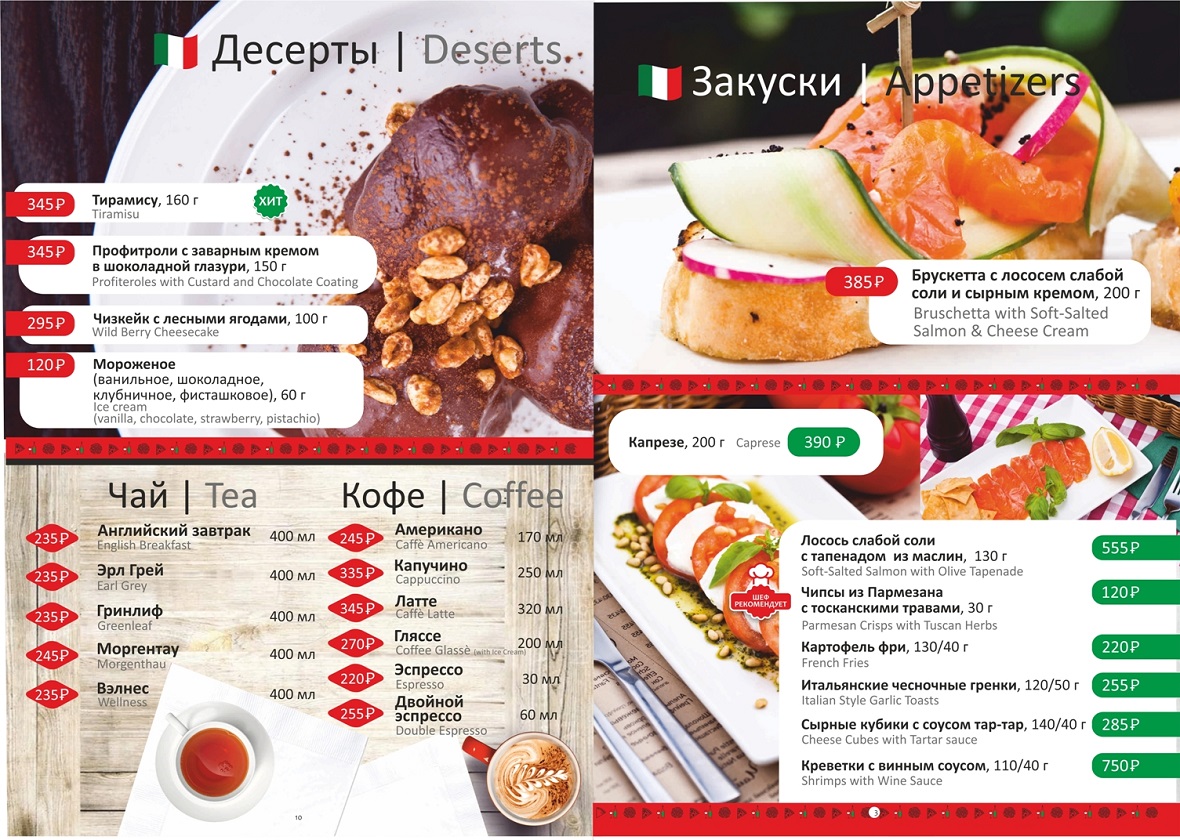 Десерты | Deserts
345₽
Тирамису, 160 г
Tiramisu
ХИТ
345₽
Профитроли с заварным кремом
в шоколадной глазури, 150 г
Profiteroles with Custard and Chocolate Coating
295₽
Чизкейк с лесными ягодами, 100 г
Wild Berry Cheesecake
120₽
Мороженое
(ванильное, шоколадное,
клубничное, фисташковое), 60 г
Ice cream
(vanilla, chocolate, strawberry, pistachio)
Чай | Tea
235₽
Английский завтрак 400 мл
English Breakfast
235₽
Эрл Грей 400 мл
Earl Grey
235₽
Гринлиф 400 мл
Greenleaf
245₽
Моргентау 400 мл
Morgenthau
235₽
Вэлнес 400 мл
Wellness
Кофе | Coffee
245₽
Американо 170 мл
Caffè Americano
335₽
Капучино 250 мл
Cappuccino
345₽
Латте 320 мл
Caffè Latte
270₽
Гляссе 200 мл
Coffee Glassè (with Ice Cream)
220₽
Эспрессо 30 мл
Espresso
255₽
Двойной
эспрессо 60 мл
Double Espresso
10
Закуски | Appetizers
385₽
Брускетта с лососем слабой
соли и сырным кремом, 200 г
Bruschetta with Soft-Salted
Salmon & Cheese Cream
Капрезе, 200 г Caprese 390 ₽
ШЕФ
РЕКОМЕНДУЕТ
Лосось слабой соли
с тапенадом из маслин, 130 г 555₽
Soft-Salted Salmon with Olive Tapenade
Чипсы из Пармезана 120₽
с тосканскими травами, 30 г
Parmesan Crisps with Tuscan Herbs
Картофель фри, 130/40 г 220₽
French Fries
Итальянские чесночные гренки, 120/50 г 255₽
Italian Style Garlic Toasts
Сырные кубики с соусом тар-тар, 140/40 г 285₽
Cheese Cubes with Tartar sauce
Креветки с винным соусом, 110/40 г 750₽
Shrimps with Wine Sauce
3